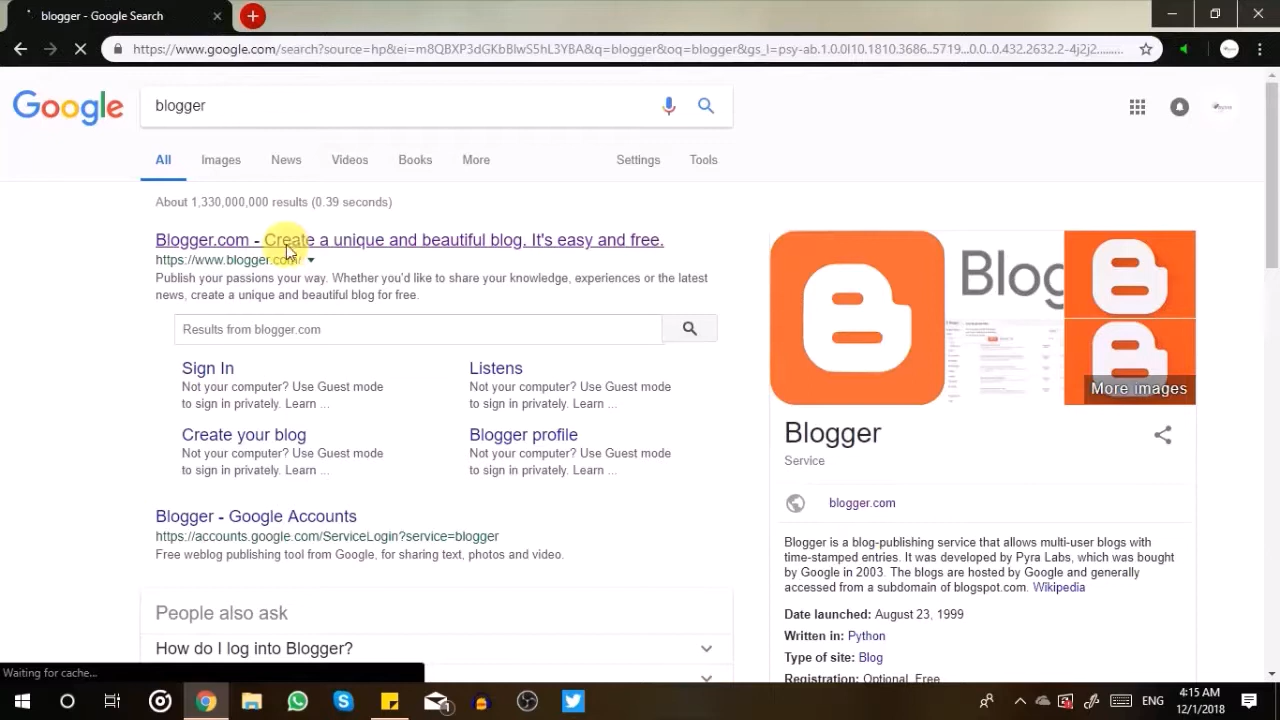 blogger - Google Search
https://www.google.com/search?source=hp&ei=m8QBXP3dGKbBlwS5hL3YBA&q=blogger&oq=blogger&gs_l=psy-ab.1.0.0l10.1810.3686..5719...0.0..0.432.2632.2-4j2j2.........
Google
blogger
All Images News Videos Books More Settings Tools
About 1,330,000,000 results (0.39 seconds)
Blogger.com - Create a unique and beautiful blog. It's easy and free.
https://www.blogger.com/
Publish your passions your way. Whether you'd like to share your knowledge, experiences or the latest
news, create a unique and beautiful blog for free.
Results from blogger.com
Sign In
Not your computer? Use Guest mode
to sign in privately. Learn ...
Listens
Not your computer? Use Guest mode
to sign in privately. Learn ...
Create your blog
Not your computer? Use Guest mode
to sign in privately. Learn ...
Blogger profile
Not your computer? Use Guest mode
to sign in privately. Learn ...
Blogger - Google Accounts
https://accounts.google.com/ServiceLogin?service=blogger
Free weblog publishing tool from Google, for sharing text, photos and video.
People also ask
How do I log into Blogger?
Blog
More images
Blogger
Service
blogger.com
Blogger is a blog-publishing service that allows multi-user blogs with
time-stamped entries. It was developed by Pyra Labs, which was bought
by Google in 2003. The blogs are hosted by Google and generally
accessed from a subdomain of blogspot.com. Wikipedia
Date launched: August 23, 1999
Written in: Python
Type of site: Blog
Registration: Optional, Free
Waiting for cache...
1
ENG
4:15 AM
12/1/2018